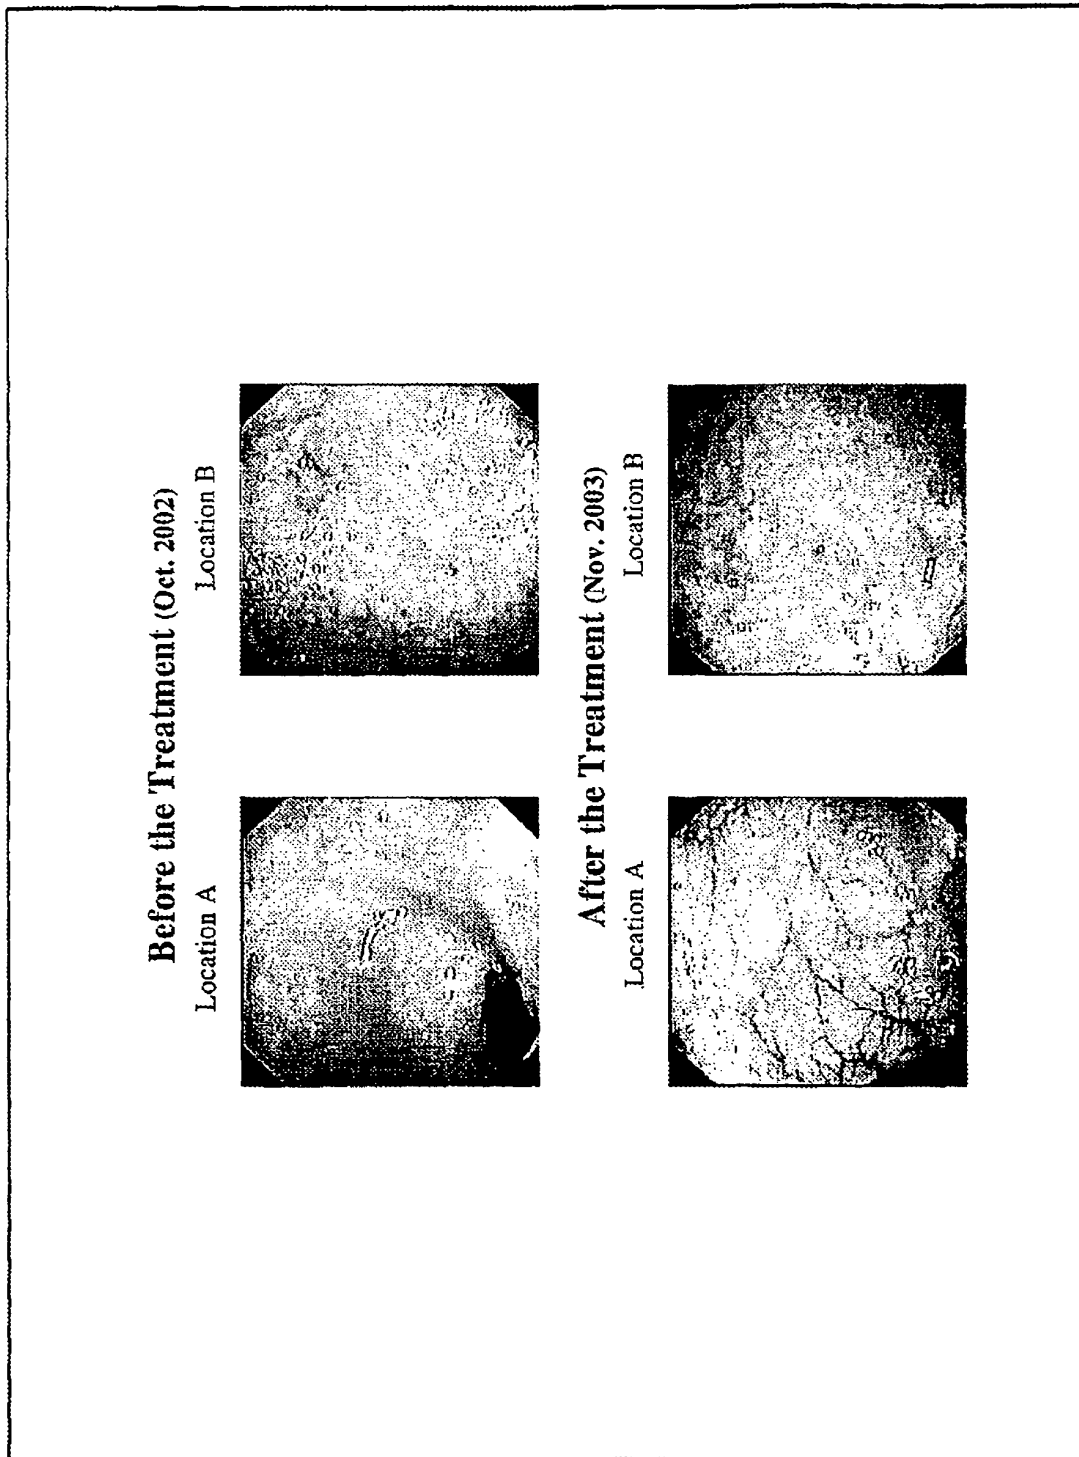 Before the Treatment (Oct. 2002)
Location A
Location B
After the Treatment (Nov. 2003)
Location A
Location B